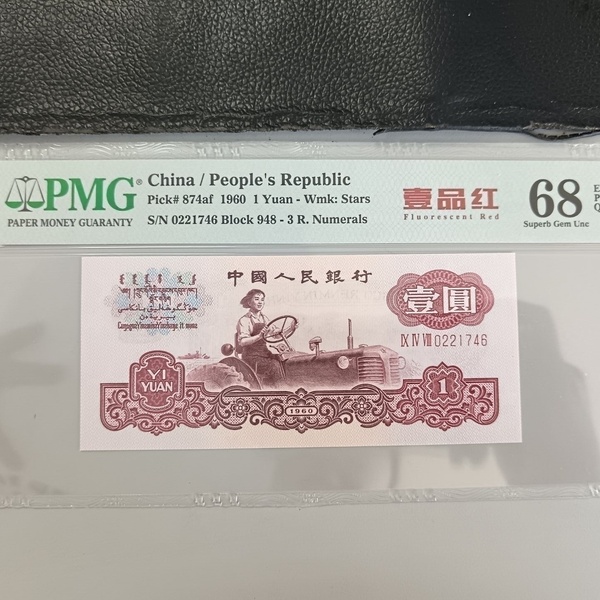 PMG®
PAPER MONEY GUARANTY
China / People's Republic
Pick# 874af 1960 1 Yuan - Wmk: Stars
S/N 0221746 Block 948 - 3 R. Numerals
壹品红
Fluorescent Red
68
Superb Gem Unc
E
P
Q
中國人民銀行
壹圓
IX IV VIII 0221746
YI
YUAN
1960
1